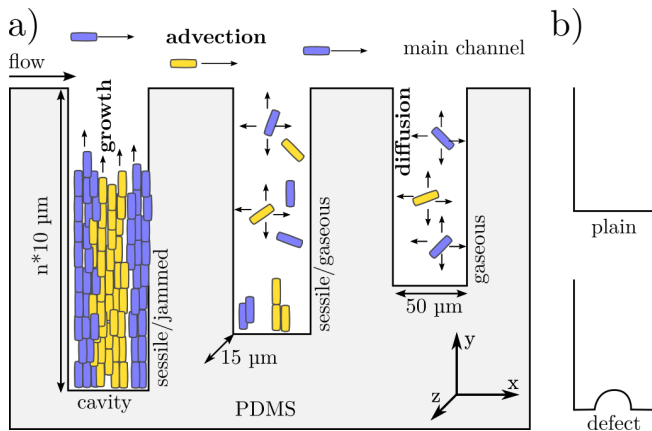 a)
b)
advection
main channel
flow
growth
diffusion
n*10 μm
sessile/jammed
sessile/gaseous
gaseous
50 μm
15 μm
cavity
PDMS
y
x
z
plain
defect